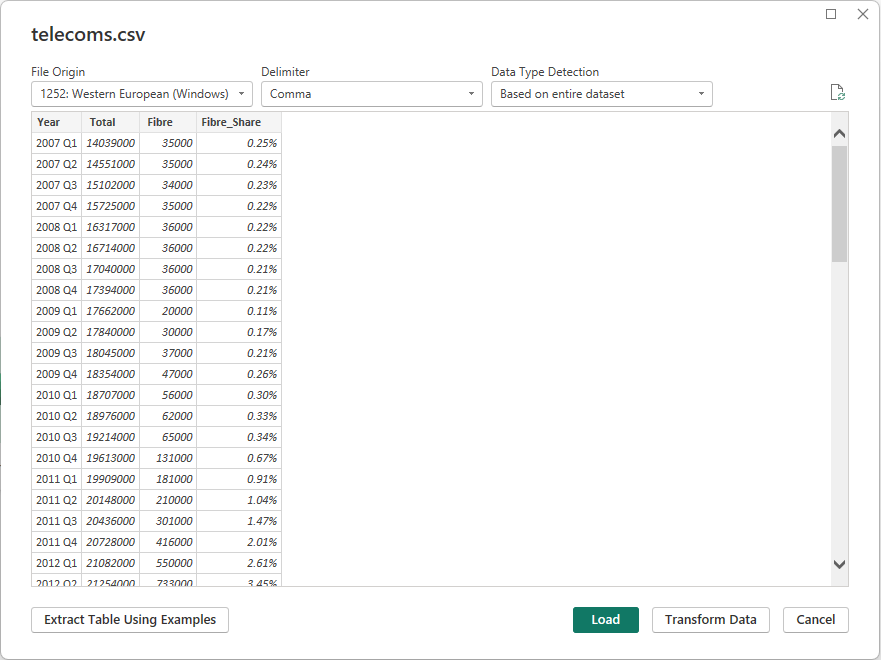 telecoms.csv
File Origin Delimiter Data Type Detection
1252: Western European (Windows) Comma Based on entire dataset
Year Total Fibre Fibre_Share
2007 Q1 14039000 35000 0.25%
2007 Q2 14551000 35000 0.24%
2007 Q3 15102000 34000 0.23%
2007 Q4 15725000 35000 0.22%
2008 Q1 16317000 36000 0.22%
2008 Q2 16714000 36000 0.22%
2008 Q3 17040000 36000 0.21%
2008 Q4 17394000 36000 0.21%
2009 Q1 17662000 20000 0.11%
2009 Q2 17840000 30000 0.17%
2009 Q3 18045000 37000 0.21%
2009 Q4 18354000 47000 0.26%
2010 Q1 18707000 56000 0.30%
2010 Q2 18976000 62000 0.33%
2010 Q3 19214000 65000 0.34%
2010 Q4 19613000 131000 0.67%
2011 Q1 19909000 181000 0.91%
2011 Q2 20148000 210000 1.04%
2011 Q3 20436000 301000 1.47%
2011 Q4 20728000 416000 2.01%
2012 Q1 21082000 550000 2.61%
2012 Q2 21254000 733000 3.45%
Extract Table Using Examples Load Transform Data Cancel